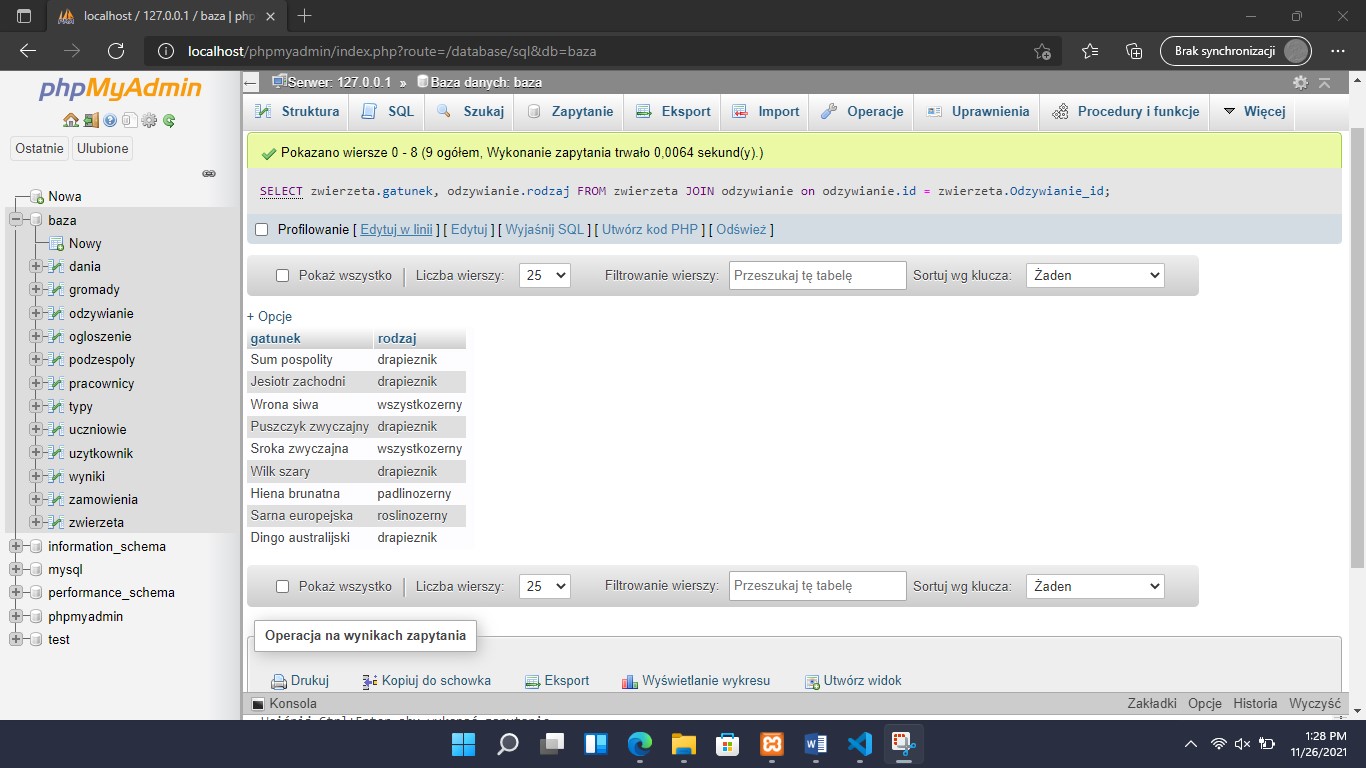 localhost / 127.0.0.1 / baza | php
localhost/phpmyadmin/index.php?route=/database/sql&db=baza
Brak synchronizacji
phpMyAdmin
Ostatnie Ulubione
Nowa
baza
Nowy
dania
gromady
odzywianie
ogloszenie
podzespoly
pracownicy
typy
uczniowie
uzytkownik
wyniki
zamowienia
zwierzeta
information_schema
mysql
performance_schema
phpmyadmin
test
Serwer: 127.0.0.1 » Baza danych: baza
Struktura SQL Szukaj Zapytanie Eksport Import Operacje Uprawnienia Procedury i funkcje Więcej
Pokazano wiersze 0 - 8 (9 ogółem, Wykonanie zapytania trwało 0,0064 sekund(y).)
SELECT zwierzeta.gatunek, odzywianie.rodzaj FROM zwierzeta JOIN odzywianie on odzywianie.id = zwierzeta.Odzywianie_id;
Profilowanie [ Edytuj w linii ] [ Edytuj ] [ Wyjaśnij SQL ] [ Utwórz kod PHP ] [ Odśwież ]
Pokaż wszystko | Liczba wierszy: 25 Filtrowanie wierszy: Przeszukaj tę tabelę Sortuj wg klucza: Żaden
+ Opcje
gatunek rodzaj
Sum pospolity drapieznik
Jesiotr zachodni drapieznik
Wrona siwa wszystkozerny
Puszczyk zwyczajny drapieznik
Sroka zwyczajna wszystkozerny
Wilk szary drapieznik
Hiena brunatna padlinozerny
Sarna europejska roslinozerny
Dingo australijski drapieznik
Pokaż wszystko | Liczba wierszy: 25 Filtrowanie wierszy: Przeszukaj tę tabelę Sortuj wg klucza: Żaden
Operacja na wynikach zapytania
Drukuj Kopiuj do schowka Eksport Wyświetlanie wykresu Utwórz widok
Konsola Zakładki Opcje Historia Wyczyść
1:28 PM
11/26/2021